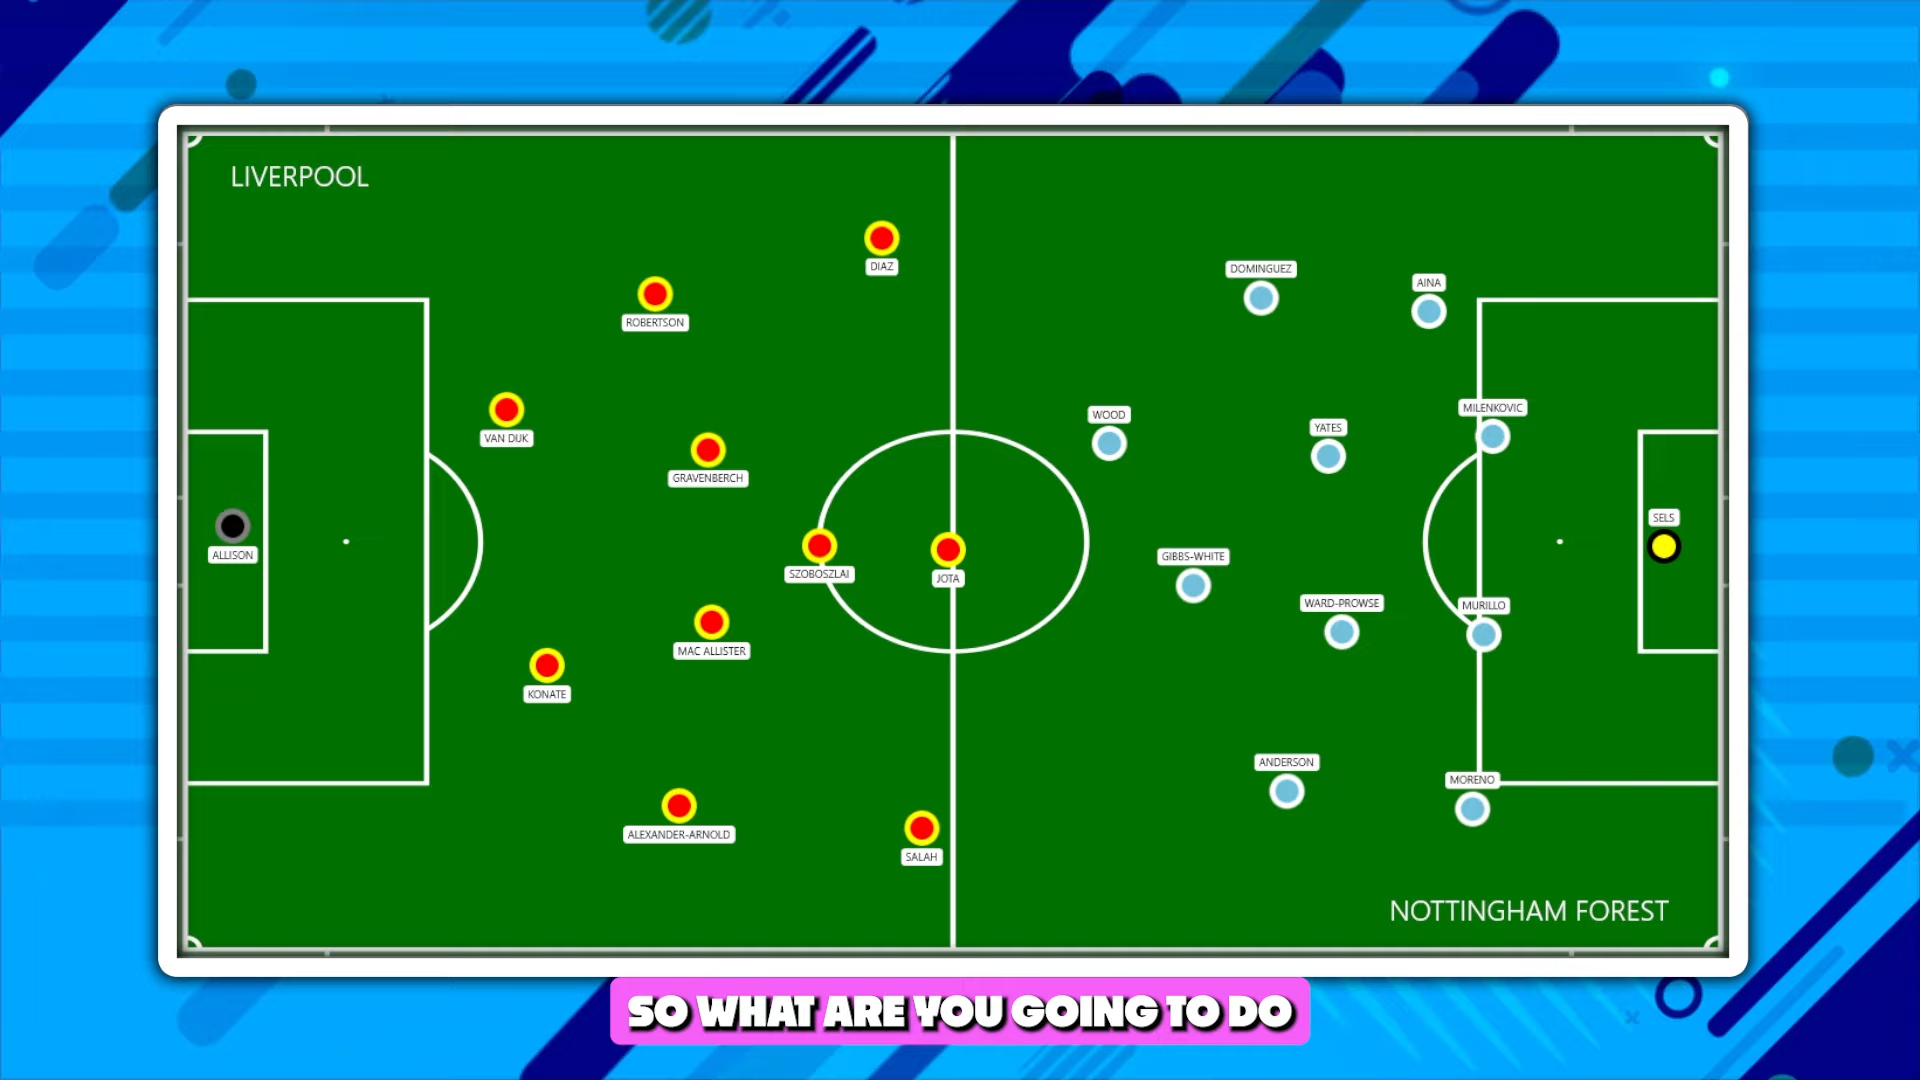 LIVERPOOL
DIAZ
DOMINGUEZ
AINA
ROBERTSON
WOOD
MILENKOVIC
YATES
VAN DIJK
GRAVENBERCH
SELS
ALLISON
GIBBS-WHITE
SZOBOSZLAI
JOTA
WARD-PROWSE
MURILLO
MAC ALLISTER
KONATE
ANDERSON
MORENO
ALEXANDER-ARNOLD
SALAH
NOTTINGHAM FOREST
SO WHAT ARE YOU GOING TO DO